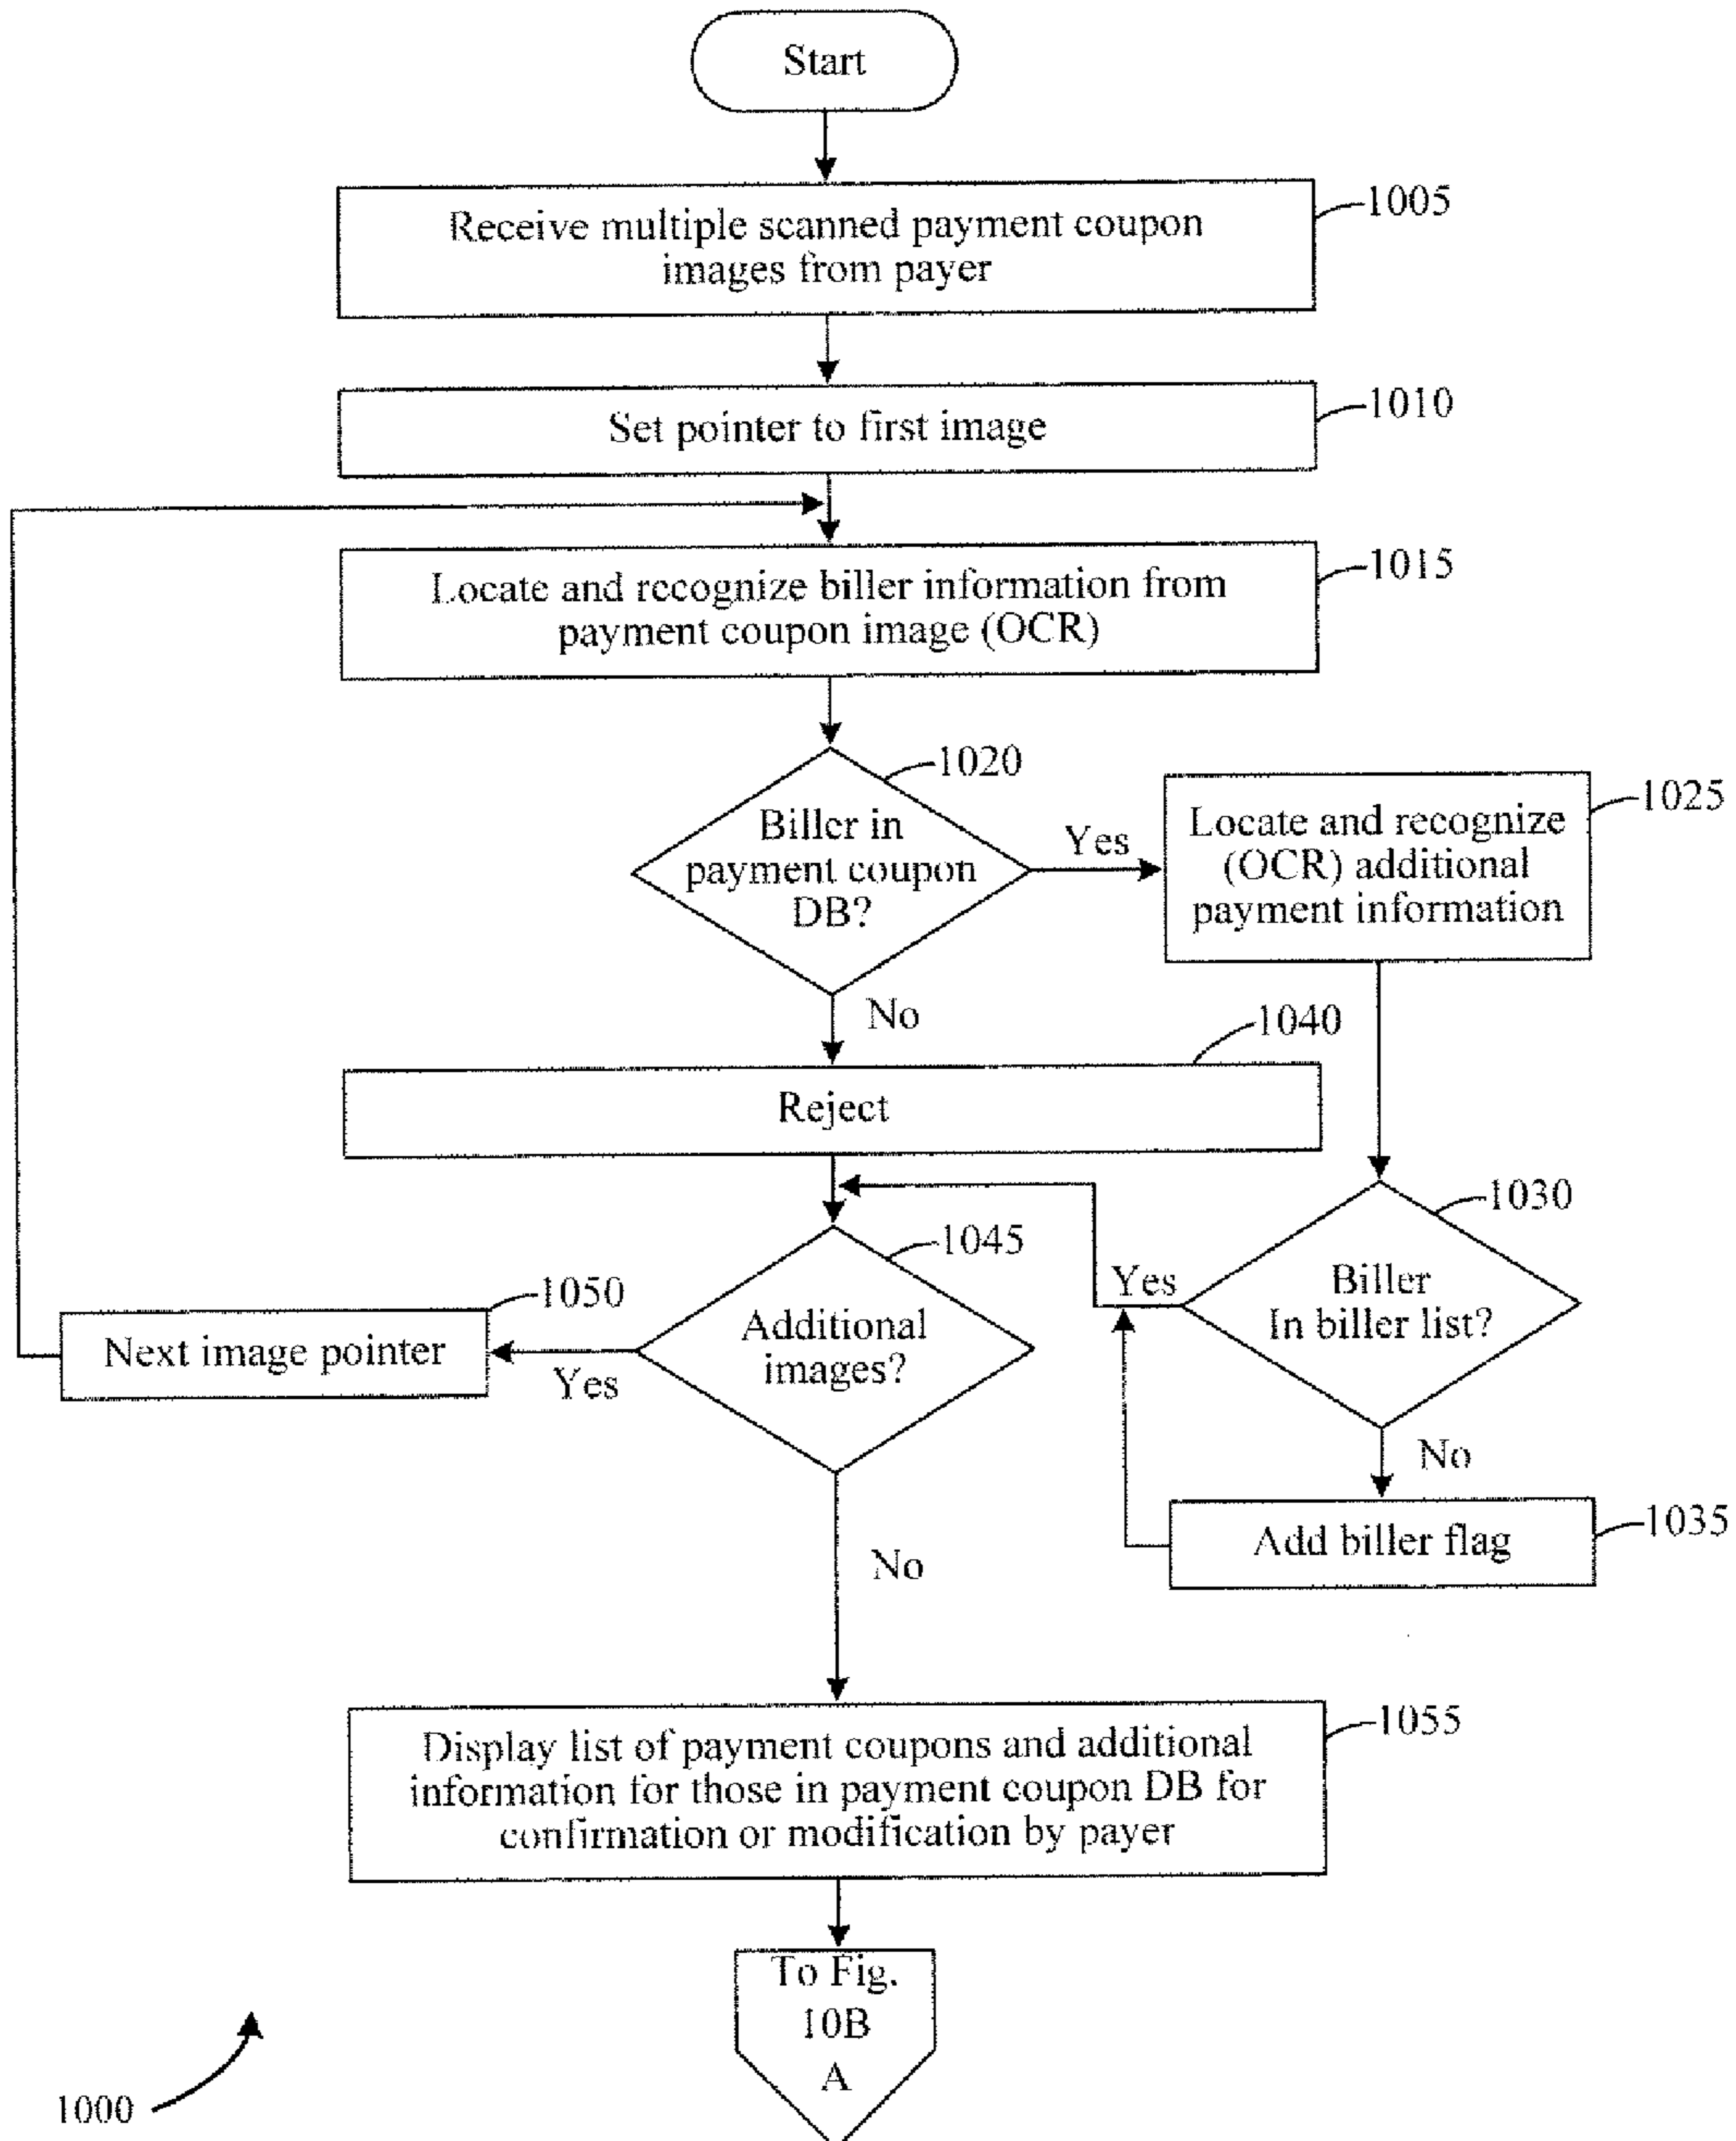 Start
Receive multiple scanned payment coupon
images from payer
1005
Set pointer to first image
1010
Locate and recognize biller information from
payment coupon image (OCR)
1015
1020
Biller in
payment coupon
DB?
Yes
Locate and recognize
(OCR) additional
payment information
1025
No
1040
Reject
1030
Biller
In biller list?
Yes
1045
Additional
images?
1050
Next image pointer
Yes
No
Add biller flag
1035
No
Display list of payment coupons and additional
information for those in payment coupon DB for
confirmation or modification by payer
1055
To Fig.
10B
A
1000